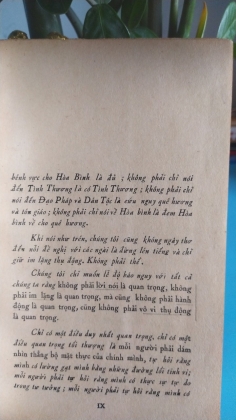 bênh vực cho Hòa Bình là đủ ; không phải chỉ nói
đến Tình Thương là có Tình Thương ; không phải chỉ
nói đến Đạo Pháp và Dân Tộc là cứu nguy quê hương
và tôn giáo ; không phải chỉ nói về Hòa bình là đem Hòa
bình về cho quê hương.
Khi nói như trên, chúng tôi cũng không ngây thơ
đến nỗi đề nghị với các ngài là đừng lên tiếng và chỉ
giữ im lặng thụ động. Không phải thế.
Chúng tôi chỉ muốn lễ độ báo nguy với tất cả
chúng ta rằng không phải lời nói là quan trọng, không
phải im lặng là quan trọng, mà cũng không phải hành
động là quan trọng, cũng không phải vô vi thụ động
là quan trọng.
Chỉ có một điều duy nhất quan trọng, chỉ có một
điều quan trọng tối thượng là mỗi người phải dám
nhìn thẳng bộ mặt thực của chính mình, tự hỏi rằng
mình có lường gạt mình bằng những đường lối tinh vi;
mỗi người phải tự hỏi rằng mình có thực sự tự do
trong tư tưởng ; mỗi người phải tự hỏi rằng mình có
IX